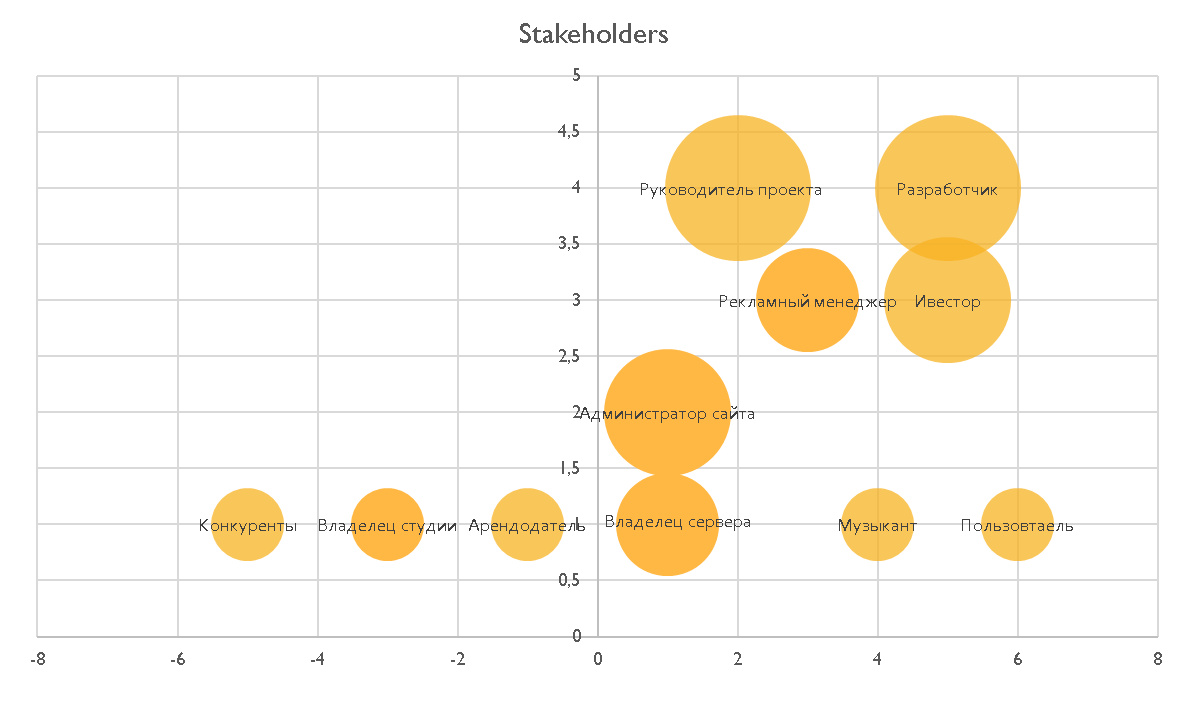 Stakeholders
5
4,5
4
3,5
3
2,5
2
1,5
1
0,5
0
Руководитель проекта
Разработчик
Рекламный менеджер
Ивестор
Администратор сайта
Конкуренты
Владелец студии
Арендодатель
Владелец сервера
Музыкант
Пользовтаель
-8 -6 -4 -2 0 2 4 6 8